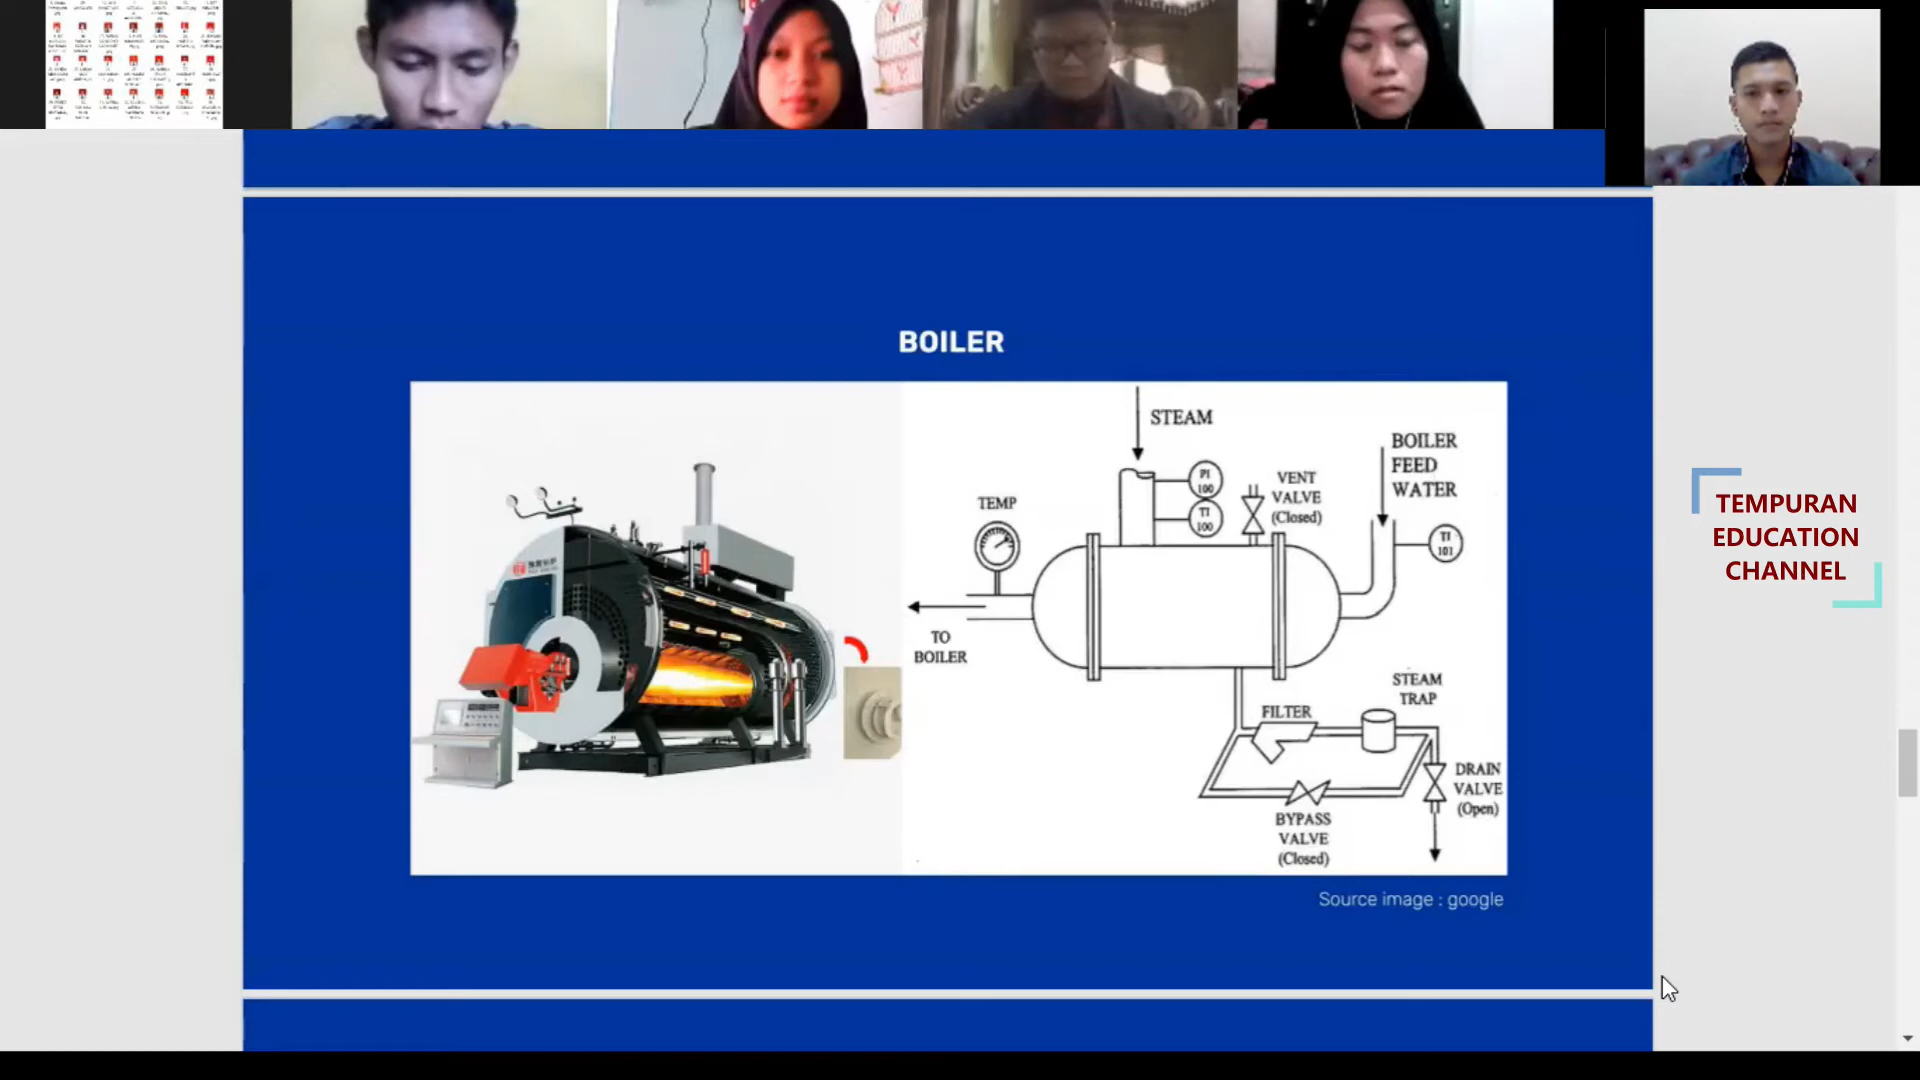 BOILER
STEAM
PI
100
TI
100
VENT
VALVE
(Closed)
BOILER
FEED
WATER
TI
101
TEMP
TO
BOILER
FILTER
STEAM
TRAP
DRAIN
VALVE
(Open)
BYPASS
VALVE
(Closed)
Source image : google
TEMPURAN
EDUCATION
CHANNEL